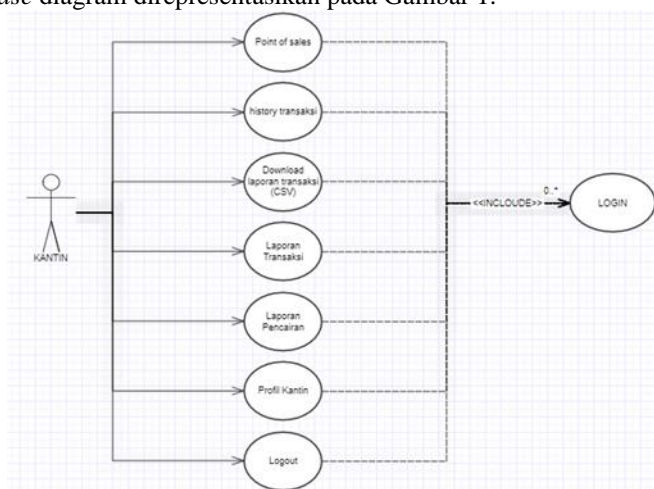 use diagram direpresentasikan pada Gambar 1.
Point of sales
history transaksi
Download
laporan transaksi
(CSV)
Laporan
Transaksi
Laporan
Pencairan
Profil Kantin
Logout
KANTIN
0..*
<<INCLOUDE>>
LOGIN